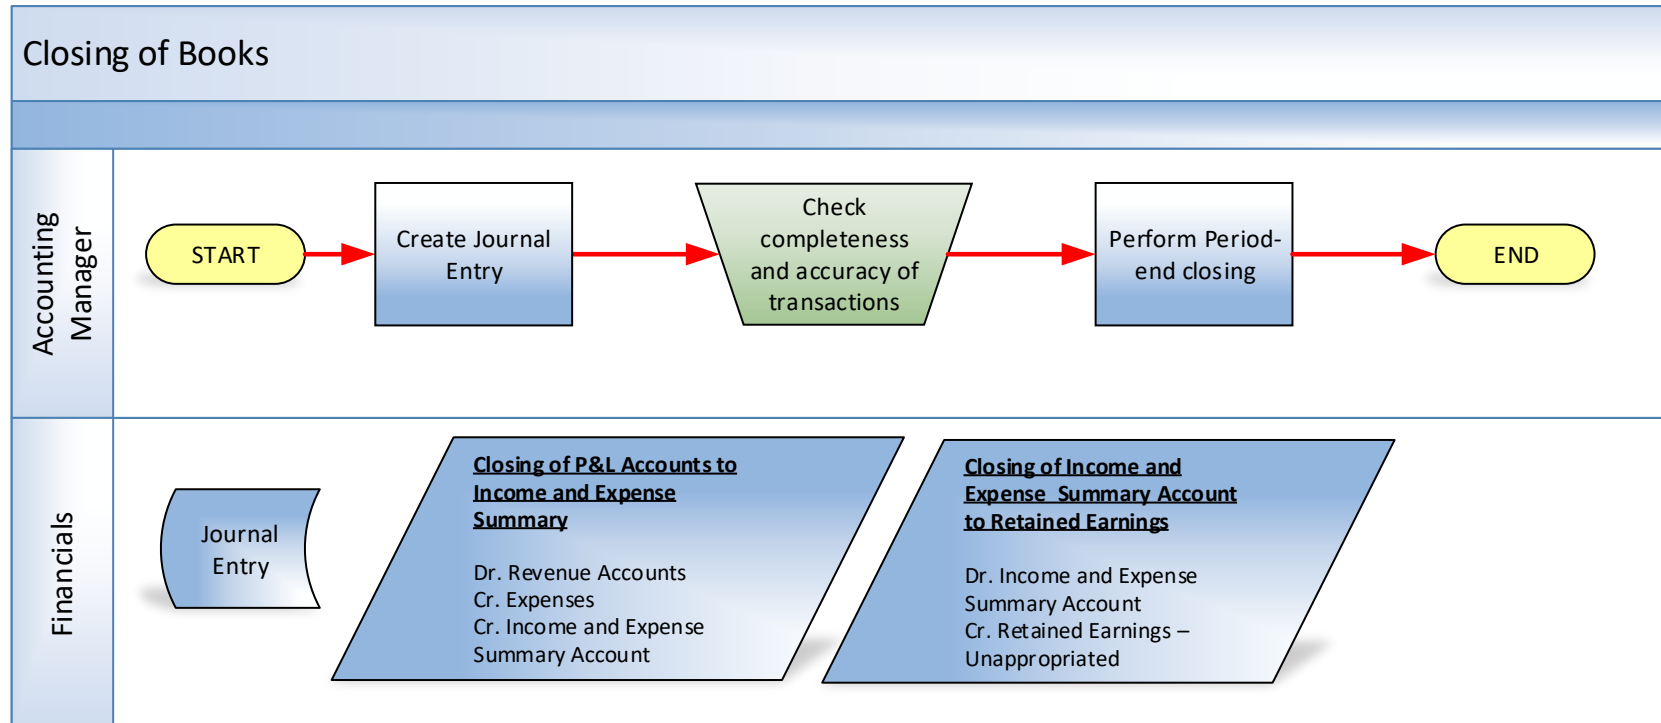 Closing of Books
Accounting
Manager
START
Create Journal
Entry
Check
completeness
and accuracy of
transactions
Perform Period-
end closing
END
Financials
Journal
Entry
Closing of P&L Accounts to
Income and Expense
Summary
Dr. Revenue Accounts
Cr. Expenses
Cr. Income and Expense
Summary Account
Closing of Income and
Expense  Summary Account
to Retained Earnings
Dr. Income and Expense
Summary Account
Cr. Retained Earnings –
Unappropriated